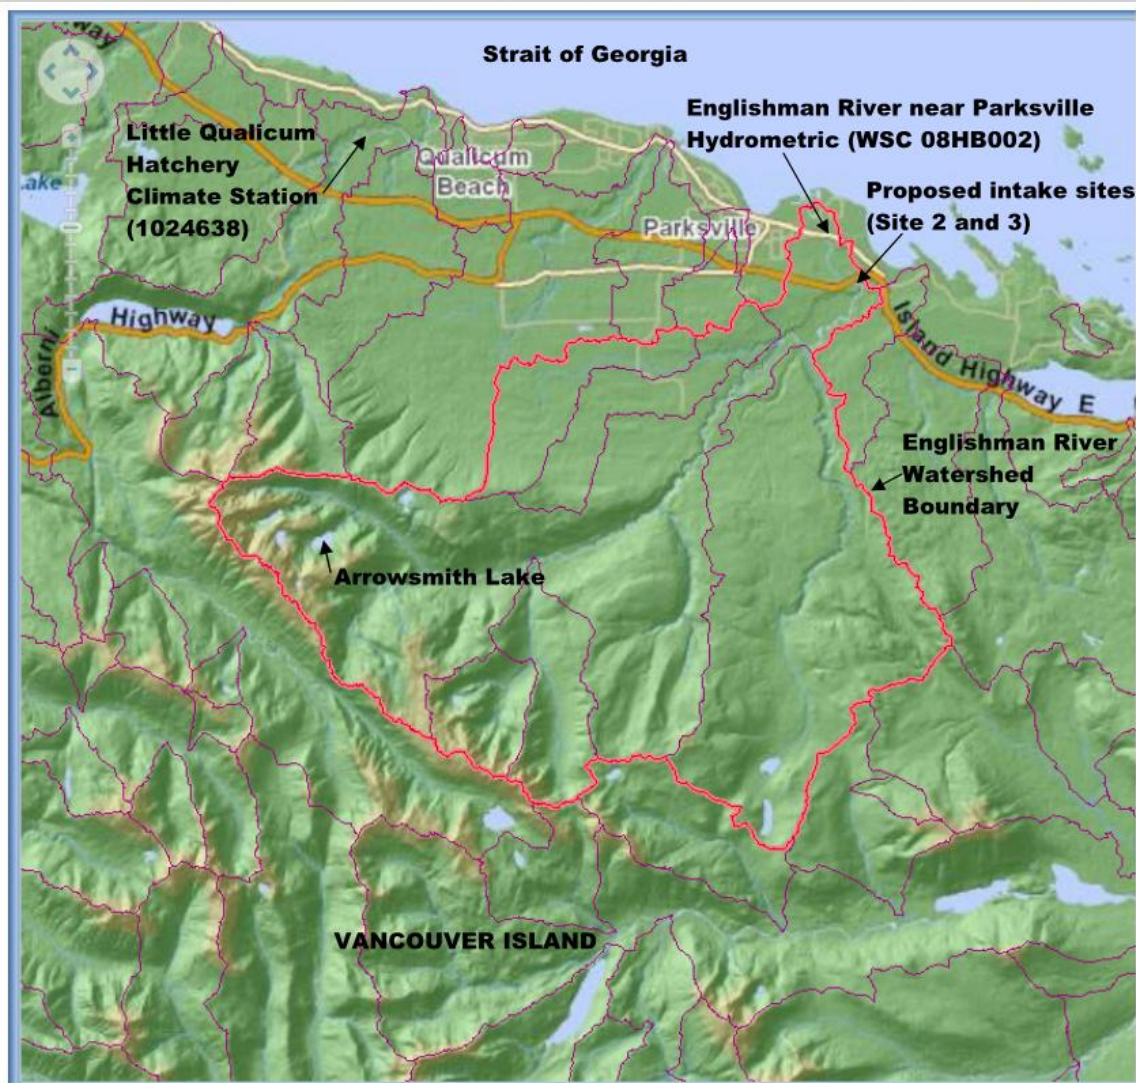 way
Strait of Georgia
Englishman River near Parksville
Hydrometric (WSC 08HB002)
Little Qualicum
Hatchery
Climate Station
(1024638)
Qualicum
Beach
Lake
Proposed intake sites
(Site 2 and 3)
Parksville
Highway
Alberni
Island Highway E
Englishman River
Watershed
Boundary
Arrowsmith Lake
VANCOUVER ISLAND